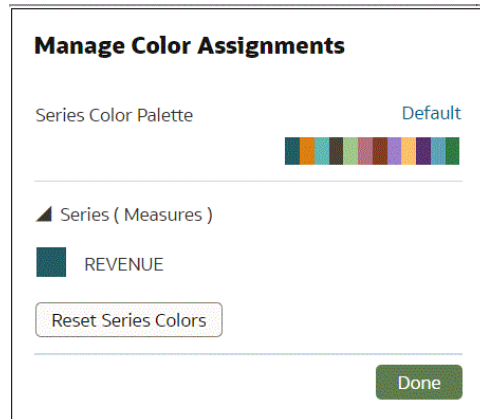 Manage Color Assignments
Series Color Palette
Default
Series ( Measures )
REVENUE
Reset Series Colors
Done